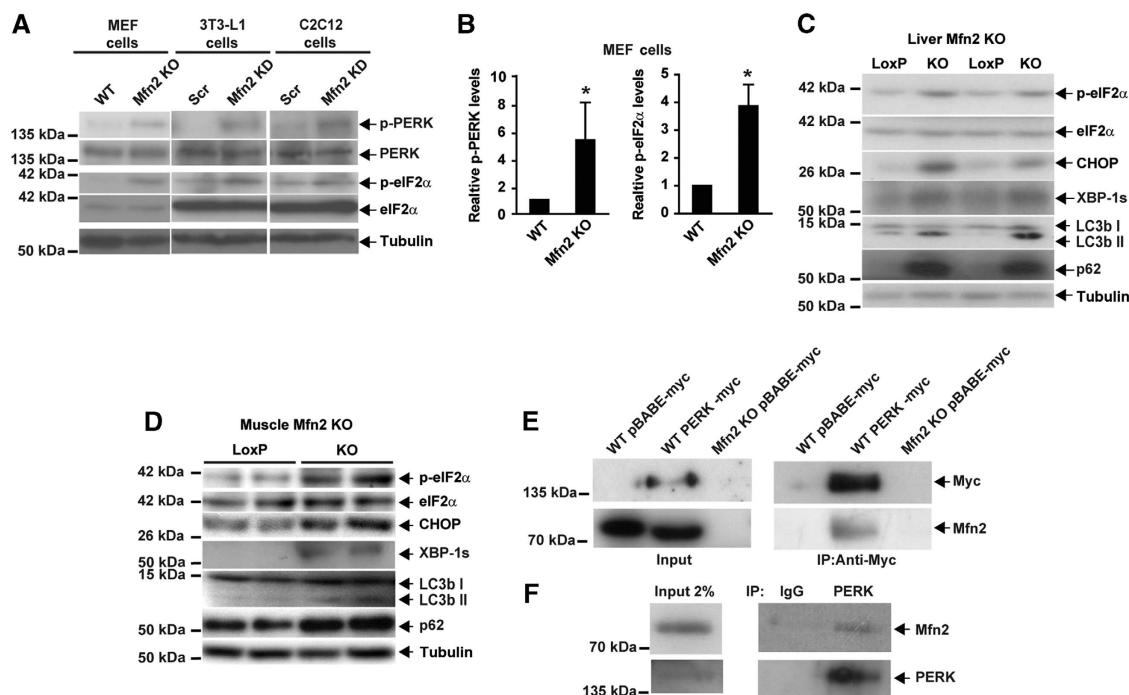 A
MEF cells
3T3-L1 cells
C2C12 cells
WT
Mfn2 KO
Scr
Mfn2 KD
Scr
Mfn2 KD
135 kDa
p-PERK
135 kDa
PERK
42 kDa
p-eIF2α
42 kDa
eIF2α
50 kDa
Tubulin
B
MEF cells
Realtive p-PERK levels
10
8
6
4
2
0
*
WT
Mfn2 KO
Realtive p-eIF2α levels
5
4
3
2
1
0
*
WT
Mfn2 KO
C
Liver Mfn2 KO
LoxP KO LoxP KO
42 kDa
p-eIF2α
42 kDa
eIF2α
26 kDa
CHOP
50 kDa
XBP-1s
15 kDa
LC3b I
LC3b II
50 kDa
p62
50 kDa
Tubulin
D
Muscle Mfn2 KO
LoxP KO
42 kDa
p-eIF2α
42 kDa
eIF2α
26 kDa
CHOP
50 kDa
XBP-1s
15 kDa
LC3b I
LC3b II
50 kDa
p62
50 kDa
Tubulin
E
WT pBABE-myc
WT PERK -myc
Mfn2 KO pBABE-myc
WT pBABE-myc
WT PERK -myc
Mfn2 KO pBABE-myc
135 kDa
Myc
70 kDa
Mfn2
Input
IP:Anti-Myc
F
Input 2%
IP: IgG PERK
70 kDa
Mfn2
135 kDa
PERK